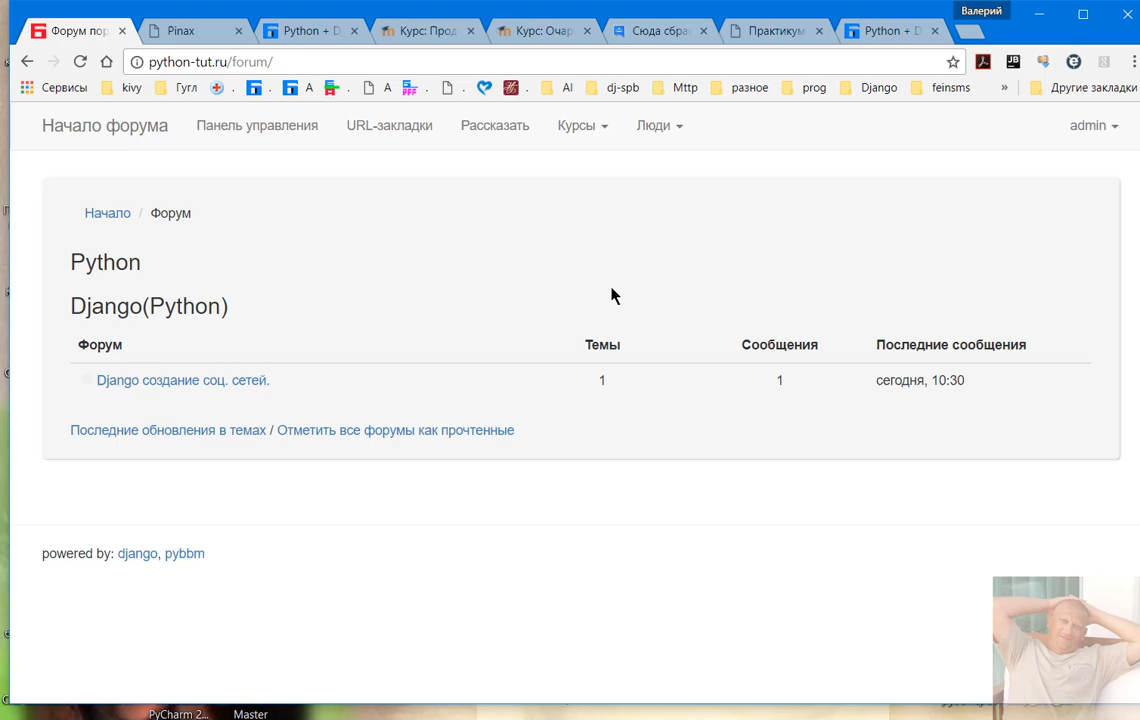 Валерий
Форум пор
Pinax
Python + D
Курс: Прод
Курс: Очар
Сюда сбра
Практикум
Python + D
python-tut.ru/forum/
Сервисы kivy Гугл . . A A . . . AI dj-spb Mttp разное prog Django feinsms » Другие закладки
Начало форума Панель управления URL-закладки Рассказать Курсы Люди admin
Начало / Форум
Python
Django(Python)
Форум Темы Сообщения Последние сообщения
Django создание соц. сетей. 1 1 сегодня, 10:30
Последние обновления в темах / Отметить все форумы как прочтенные
powered by: django, pybbm
PyCharm 2... Master